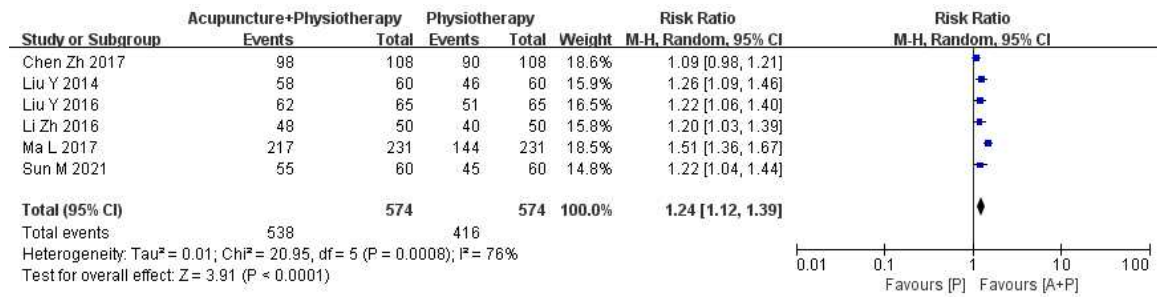 Acupuncture+Physiotherapy Physiotherapy Risk Ratio Risk Ratio
Study or Subgroup Events Total Events Total Weight M-H, Random, 95% CI M-H, Random, 95% CI
Chen Zh 2017 98 108 90 108 18.6% 1.09 [0.98, 1.21]
Liu Y 2014 58 60 46 60 15.9% 1.26 [1.09, 1.46]
Liu Y 2016 62 65 51 65 16.5% 1.22 [1.06, 1.40]
Li Zh 2016 48 50 40 50 15.8% 1.20 [1.03, 1.39]
Ma L 2017 217 231 144 231 18.5% 1.51 [1.36, 1.67]
Sun M 2021 55 60 45 60 14.8% 1.22 [1.04, 1.44]
Total (95% CI) 574 574 100.0% 1.24 [1.12, 1.39]
Total events 538 416
Heterogeneity: Tau² = 0.01; Chi² = 20.95, df = 5 (P = 0.0008); I² = 76%
Test for overall effect: Z = 3.91 (P < 0.0001)
0.01 0.1 1 10 100
Favours [P] Favours [A+P]